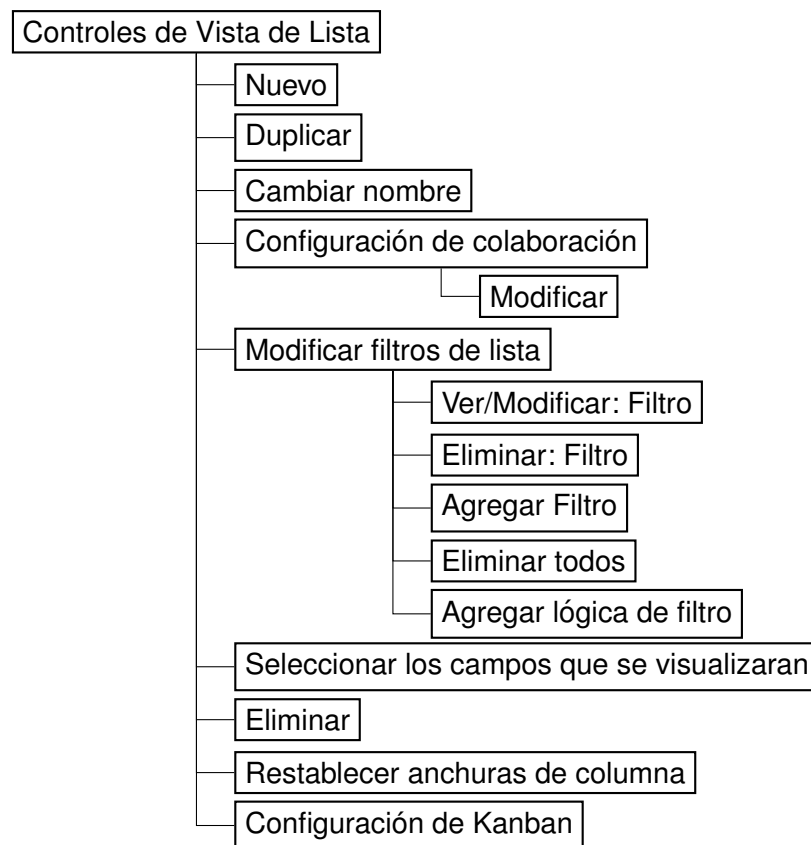 Controles de Vista de Lista
Nuevo
Duplicar
Cambiar nombre
Configuración de colaboración
Modificar
Modificar filtros de lista
Ver/Modificar: Filtro
Eliminar: Filtro
Agregar Filtro
Eliminar todos
Agregar lógica de filtro
Seleccionar los campos que se visualizaran
Eliminar
Restablecer anchuras de columna
Configuración de Kanban